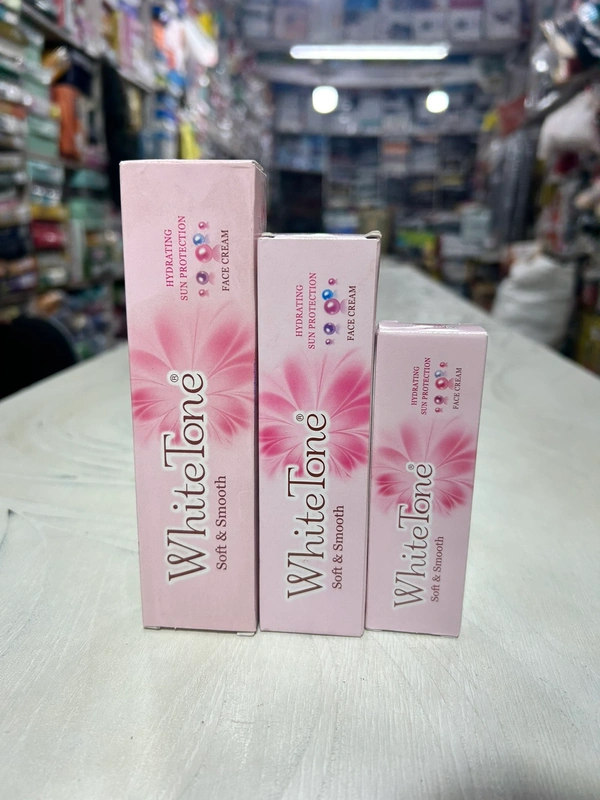 HYDRATING
SUN PROTECTION
FACE CREAM
WhiteTone®
Soft & Smooth
HYDRATING
SUN PROTECTION
FACE CREAM
WhiteTone®
Soft & Smooth
HYDRATING
SUN PROTECTION
FACE CREAM
WhiteTone®
Soft & Smooth